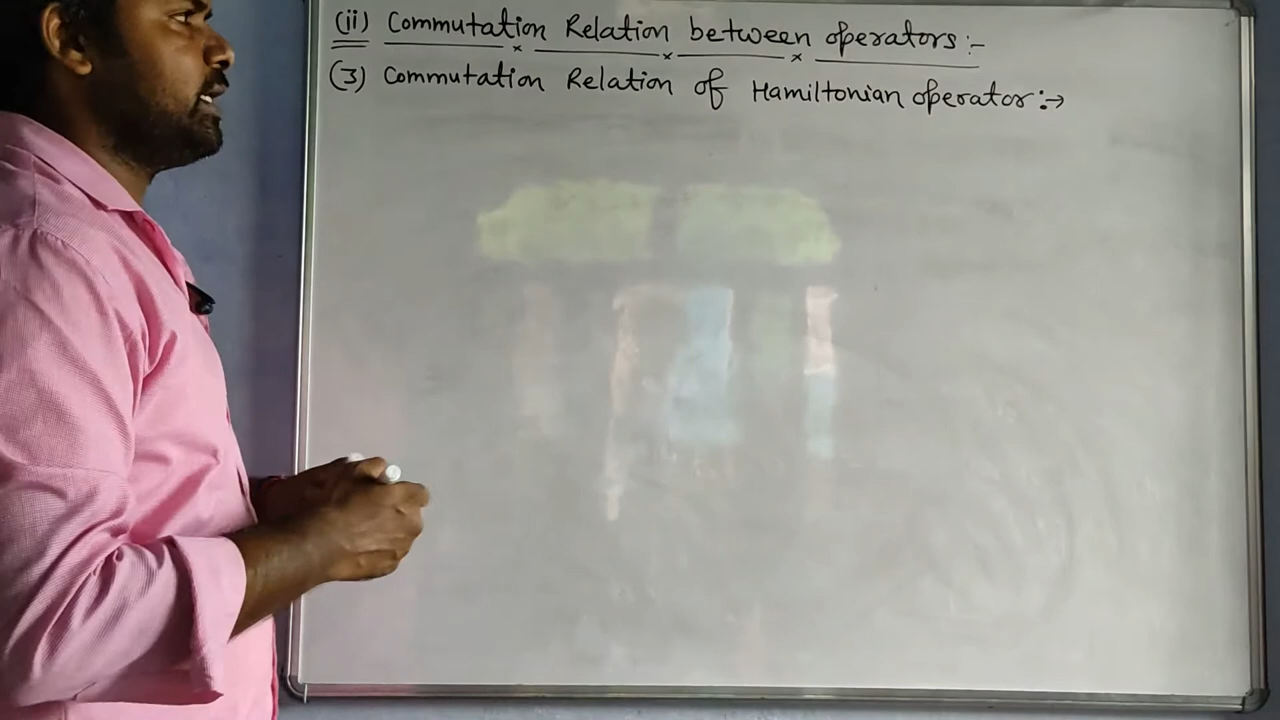 (ii) Commutation Relation between operators:-
(3) Commutation Relation of Hamiltonian operator:→